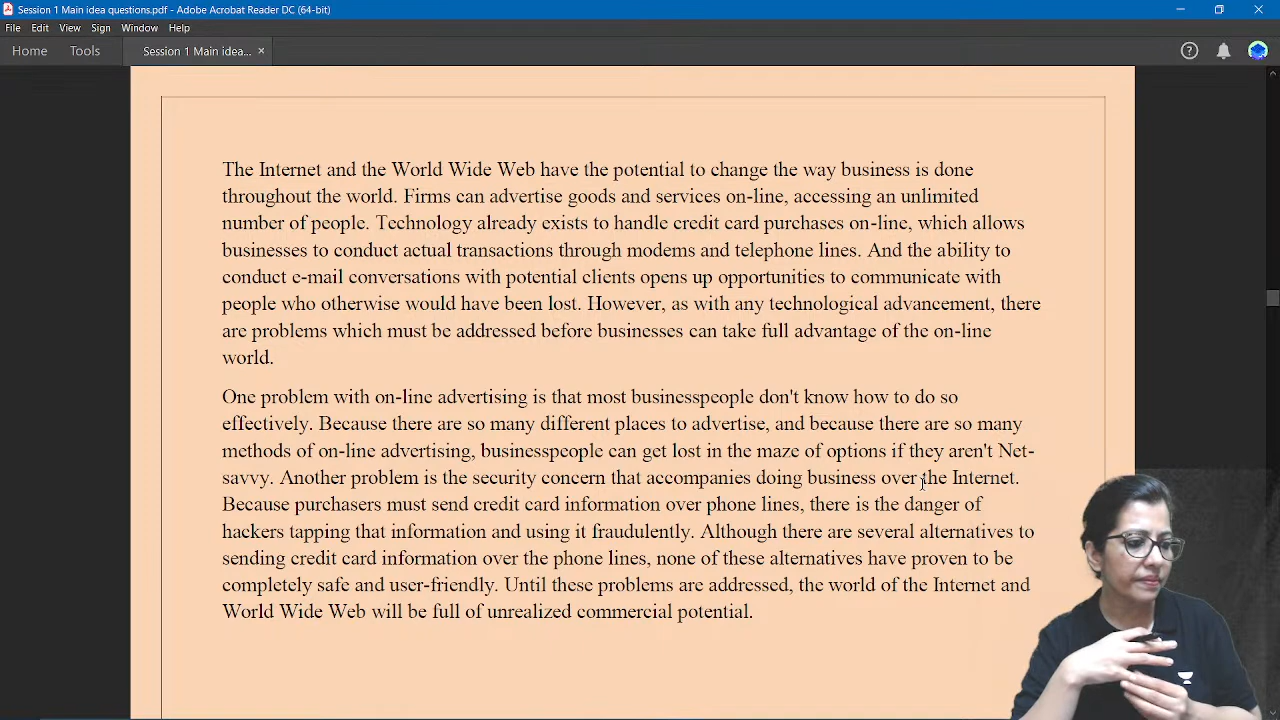 Session 1 Main idea questions.pdf - Adobe Acrobat Reader DC (64-bit)
File Edit View Sign Window Help
Home Tools Session 1 Main idea... ×
The Internet and the World Wide Web have the potential to change the way business is done
throughout the world. Firms can advertise goods and services on-line, accessing an unlimited
number of people. Technology already exists to handle credit card purchases on-line, which allows
businesses to conduct actual transactions through modems and telephone lines. And the ability to
conduct e-mail conversations with potential clients opens up opportunities to communicate with
people who otherwise would have been lost. However, as with any technological advancement, there
are problems which must be addressed before businesses can take full advantage of the on-line
world.
One problem with on-line advertising is that most businesspeople don't know how to do so
effectively. Because there are so many different places to advertise, and because there are so many
methods of on-line advertising, businesspeople can get lost in the maze of options if they aren't Net-
savvy. Another problem is the security concern that accompanies doing business over the Internet.
Because purchasers must send credit card information over phone lines, there is the danger of
hackers tapping that information and using it fraudulently. Although there are several alternatives to
sending credit card information over the phone lines, none of these alternatives have proven to be
completely safe and user-friendly. Until these problems are addressed, the world of the Internet and
World Wide Web will be full of unrealized commercial potential.